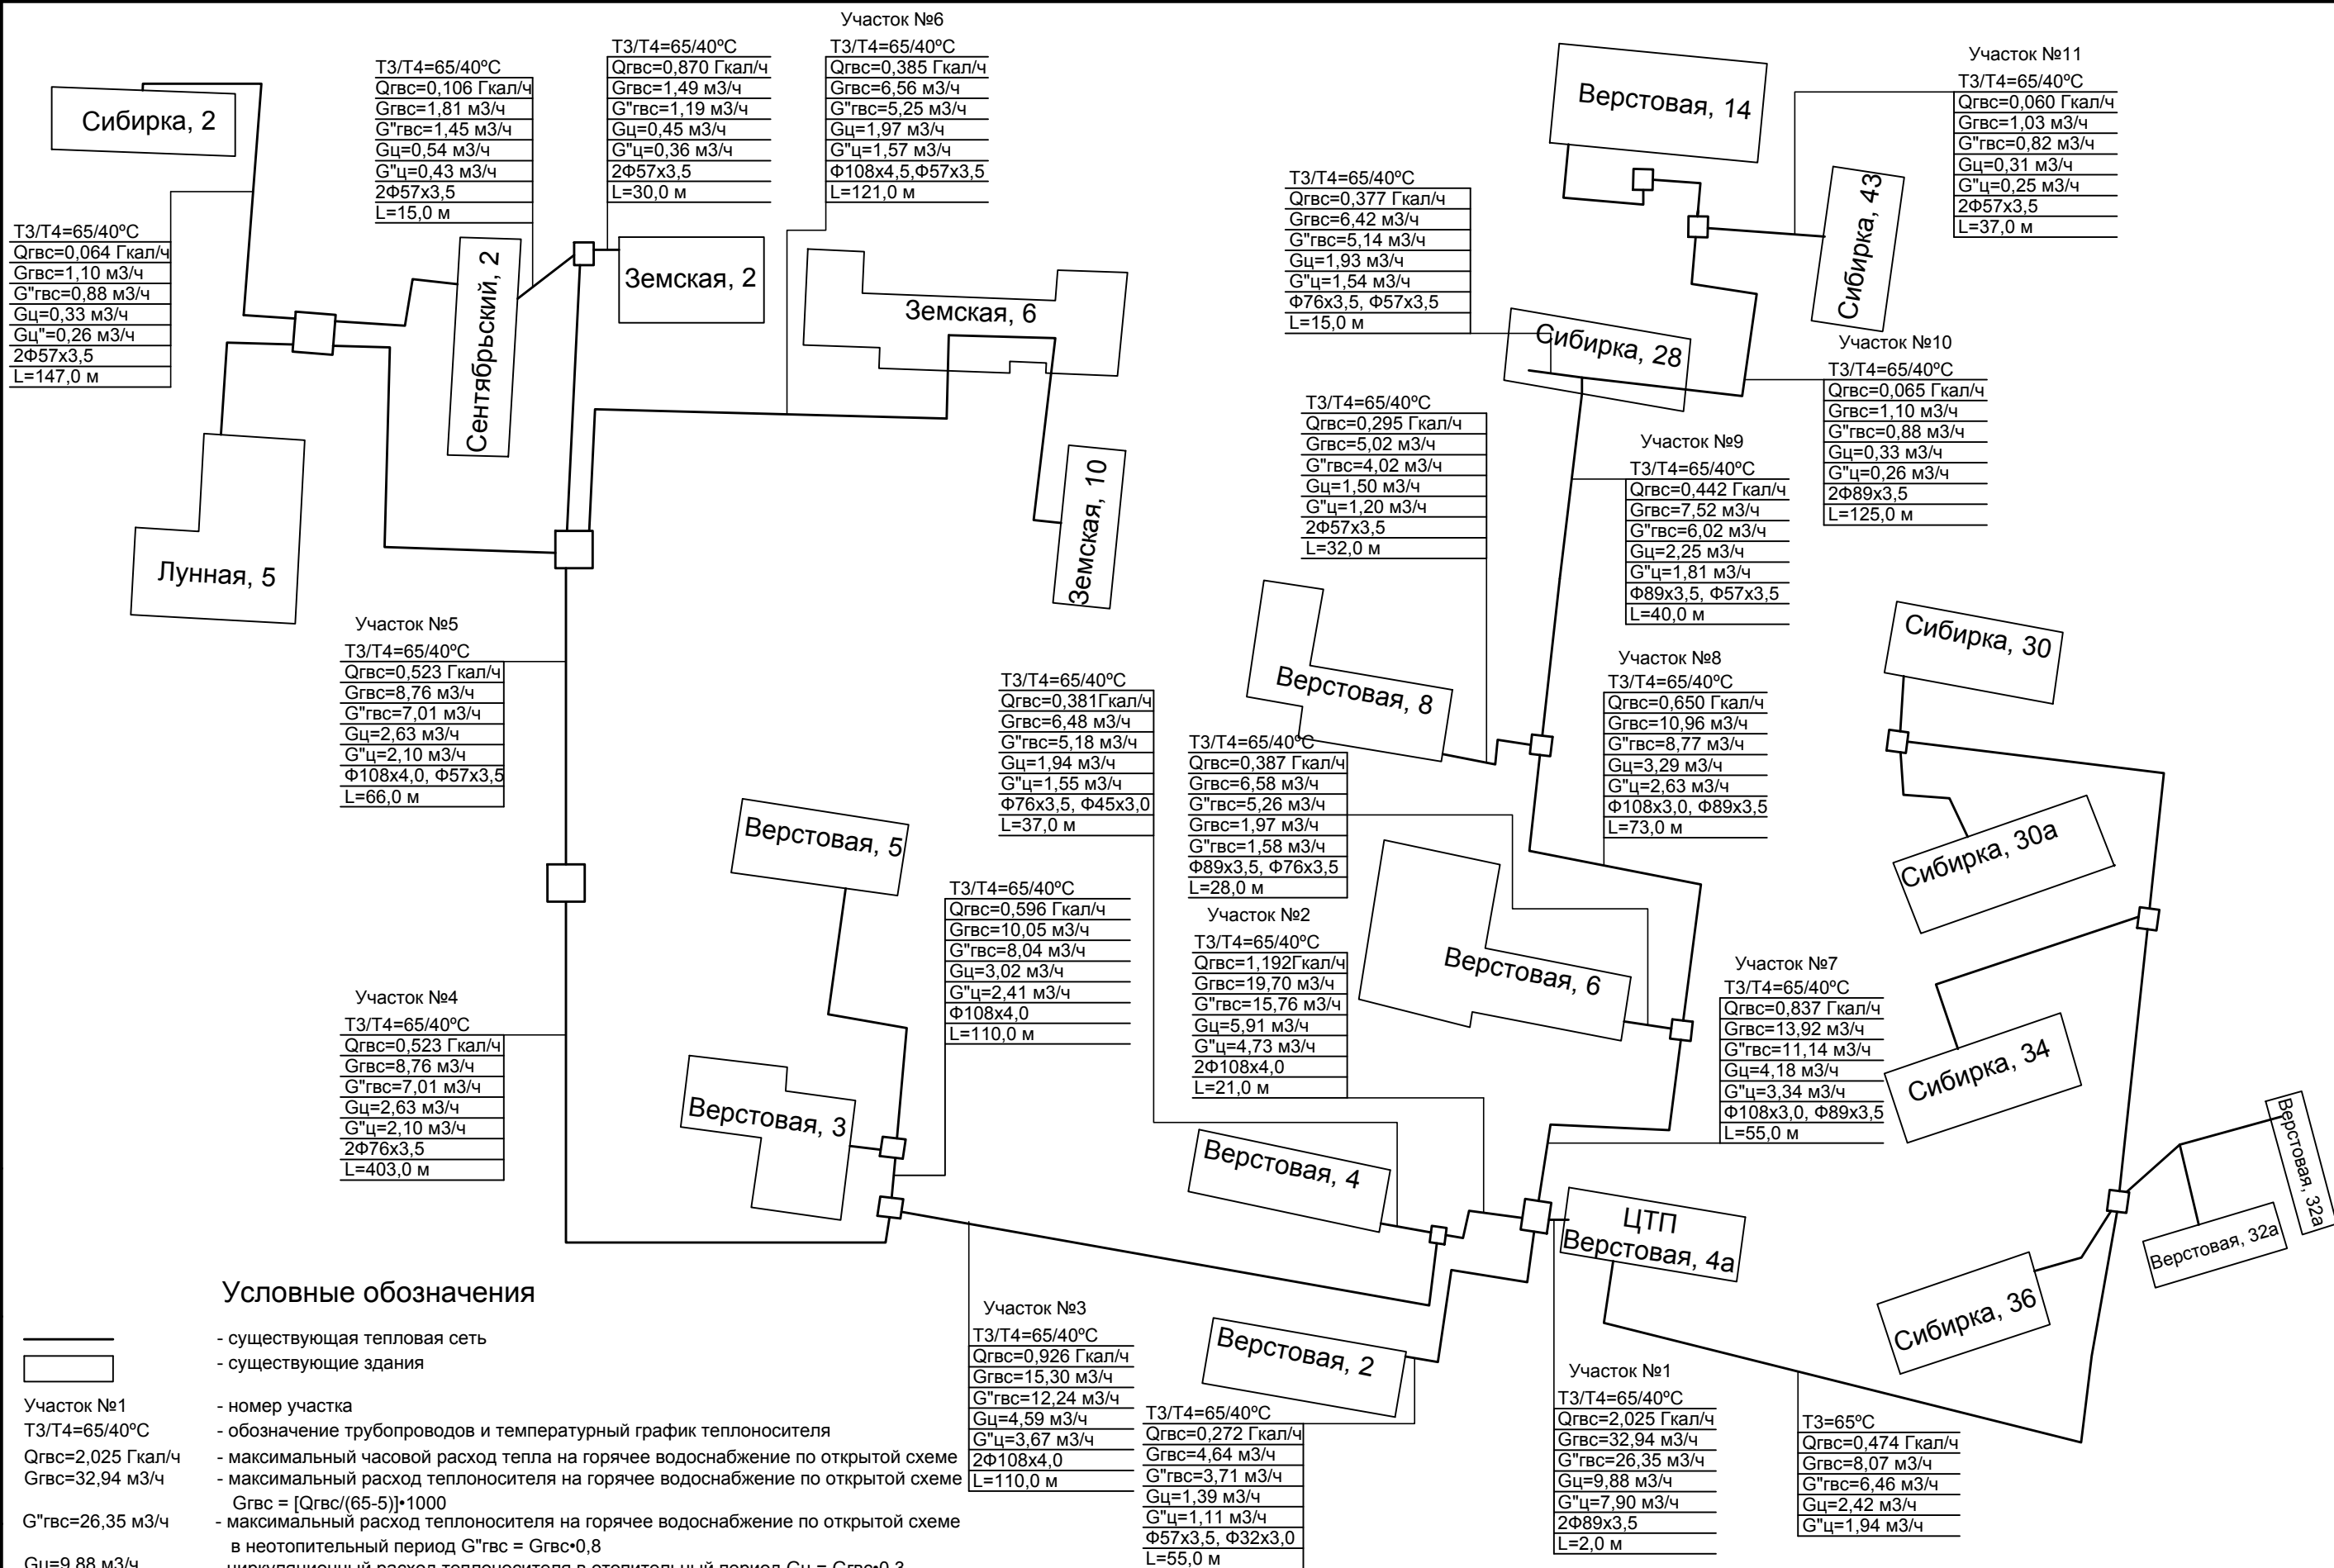 Участок №6
Т3/Т4=65/40ºС
Qгвс=0,385 Гкал/ч
Gгвс=6,56 м3/ч
G"гвс=5,25 м3/ч
Gц=1,97 м3/ч
G"ц=1,57 м3/ч
Ф108х4,5,Ф57х3,5
L=121,0 м
Т3/Т4=65/40ºС
Qгвс=0,870 Гкал/ч
Gгвс=1,49 м3/ч
G"гвс=1,19 м3/ч
Gц=0,45 м3/ч
G"ц=0,36 м3/ч
2Ф57х3,5
L=30,0 м
Т3/Т4=65/40ºС
Qгвс=0,106 Гкал/ч
Gгвс=1,81 м3/ч
G"гвс=1,45 м3/ч
Gц=0,54 м3/ч
G"ц=0,43 м3/ч
2Ф57х3,5
L=15,0 м
Сибирка, 2
Т3/Т4=65/40ºС
Qгвс=0,064 Гкал/ч
Gгвс=1,10 м3/ч
G"гвс=0,88 м3/ч
Gц=0,33 м3/ч
Gц"=0,26 м3/ч
2Ф57х3,5
L=147,0 м
Сентябрьский, 2
Земская, 2
Земская, 6
Земская, 10
Лунная, 5
Верстовая, 14
Участок №11
Т3/Т4=65/40ºС
Qгвс=0,060 Гкал/ч
Gгвс=1,03 м3/ч
G"гвс=0,82 м3/ч
Gц=0,31 м3/ч
G"ц=0,25 м3/ч
2Ф57х3,5
L=37,0 м
Сибирка, 43
Т3/Т4=65/40ºС
Qгвс=0,377 Гкал/ч
Gгвс=6,42 м3/ч
G"гвс=5,14 м3/ч
Gц=1,93 м3/ч
G"ц=1,54 м3/ч
Ф76х3,5, Ф57х3,5
L=15,0 м
Сибирка, 28
Участок №10
Т3/Т4=65/40ºС
Qгвс=0,065 Гкал/ч
Gгвс=1,10 м3/ч
G"гвс=0,88 м3/ч
Gц=0,33 м3/ч
G"ц=0,26 м3/ч
2Ф89х3,5
L=125,0 м
Т3/Т4=65/40ºС
Qгвс=0,295 Гкал/ч
Gгвс=5,02 м3/ч
G"гвс=4,02 м3/ч
Gц=1,50 м3/ч
G"ц=1,20 м3/ч
2Ф57х3,5
L=32,0 м
Участок №9
Т3/Т4=65/40ºС
Qгвс=0,442 Гкал/ч
Gгвс=7,52 м3/ч
G"гвс=6,02 м3/ч
Gц=2,25 м3/ч
G"ц=1,81 м3/ч
Ф89х3,5, Ф57х3,5
L=40,0 м
Участок №5
Т3/Т4=65/40ºС
Qгвс=0,523 Гкал/ч
Gгвс=8,76 м3/ч
G"гвс=7,01 м3/ч
Gц=2,63 м3/ч
G"ц=2,10 м3/ч
Ф108х4,0, Ф57х3,5
L=66,0 м
Верстовая, 8
Участок №8
Т3/Т4=65/40ºС
Qгвс=0,650 Гкал/ч
Gгвс=10,96 м3/ч
G"гвс=8,77 м3/ч
Gц=3,29 м3/ч
G"ц=2,63 м3/ч
Ф108х3,0, Ф89х3,5
L=73,0 м
Сибирка, 30
Сибирка, 30а
Т3/Т4=65/40ºС
Qгвс=0,381Гкал/ч
Gгвс=6,48 м3/ч
G"гвс=5,18 м3/ч
Gц=1,94 м3/ч
G"ц=1,55 м3/ч
Ф76х3,5, Ф45х3,0
L=37,0 м
Т3/Т4=65/40ºС
Qгвс=0,387 Гкал/ч
Gгвс=6,58 м3/ч
G"гвс=5,26 м3/ч
Gгвс=1,97 м3/ч
G"гвс=1,58 м3/ч
Ф89х3,5, Ф76х3,5
L=28,0 м
Верстовая, 5
Т3/Т4=65/40ºС
Qгвс=0,596 Гкал/ч
Gгвс=10,05 м3/ч
G"гвс=8,04 м3/ч
Gц=3,02 м3/ч
G"ц=2,41 м3/ч
Ф108х4,0
L=110,0 м
Участок №2
Т3/Т4=65/40ºС
Qгвс=1,192Гкал/ч
Gгвс=19,70 м3/ч
G"гвс=15,76 м3/ч
Gц=5,91 м3/ч
G"ц=4,73 м3/ч
2Ф108х4,0
L=21,0 м
Верстовая, 6
Участок №7
Т3/Т4=65/40ºС
Qгвс=0,837 Гкал/ч
Gгвс=13,92 м3/ч
G"гвс=11,14 м3/ч
Gц=4,18 м3/ч
G"ц=3,34 м3/ч
Ф108х3,0, Ф89х3,5
L=55,0 м
Сибирка, 34
Участок №4
Т3/Т4=65/40ºС
Qгвс=0,523 Гкал/ч
Gгвс=8,76 м3/ч
G"гвс=7,01 м3/ч
Gц=2,63 м3/ч
G"ц=2,10 м3/ч
2Ф76х3,5
L=403,0 м
Верстовая, 3
Верстовая, 4
ЦТП
Верстовая, 4а
Верстовая, 32а
Верстовая, 32а
Сибирка, 36
Верстовая, 2
Участок №3
Т3/Т4=65/40ºС
Qгвс=0,926 Гкал/ч
Gгвс=15,30 м3/ч
G"гвс=12,24 м3/ч
Gц=4,59 м3/ч
G"ц=3,67 м3/ч
2Ф108х4,0
L=110,0 м
Т3/Т4=65/40ºС
Qгвс=0,272 Гкал/ч
Gгвс=4,64 м3/ч
G"гвс=3,71 м3/ч
Gц=1,39 м3/ч
G"ц=1,11 м3/ч
Ф57х3,5, Ф32х3,0
L=55,0 м
Участок №1
Т3/Т4=65/40ºС
Qгвс=2,025 Гкал/ч
Gгвс=32,94 м3/ч
G"гвс=26,35 м3/ч
Gц=9,88 м3/ч
G"ц=7,90 м3/ч
2Ф89х3,5
L=2,0 м
Т3=65ºС
Qгвс=0,474 Гкал/ч
Gгвс=8,07 м3/ч
G"гвс=6,46 м3/ч
Gц=2,42 м3/ч
G"ц=1,94 м3/ч
Условные обозначения
- существующая тепловая сеть
- существующие здания
Участок №1 - номер участка
Т3/Т4=65/40ºС - обозначение трубопроводов и температурный график теплоносителя
Qгвс=2,025 Гкал/ч - максимальный часовой расход тепла на горячее водоснабжение по открытой схеме
Gгвс=32,94 м3/ч - максимальный расход теплоносителя на горячее водоснабжение по открытой схеме
Gгвс = [Qгвс/(65-5)]•1000
G"гвс=26,35 м3/ч - максимальный расход теплоносителя на горячее водоснабжение по открытой схеме
в неотопительный период G"гвс = Gгвс•0,8
Gц=9,88 м3/ч - циркуляционный расход теплоносителя в отопительный период Gц = Gгвс•0,3